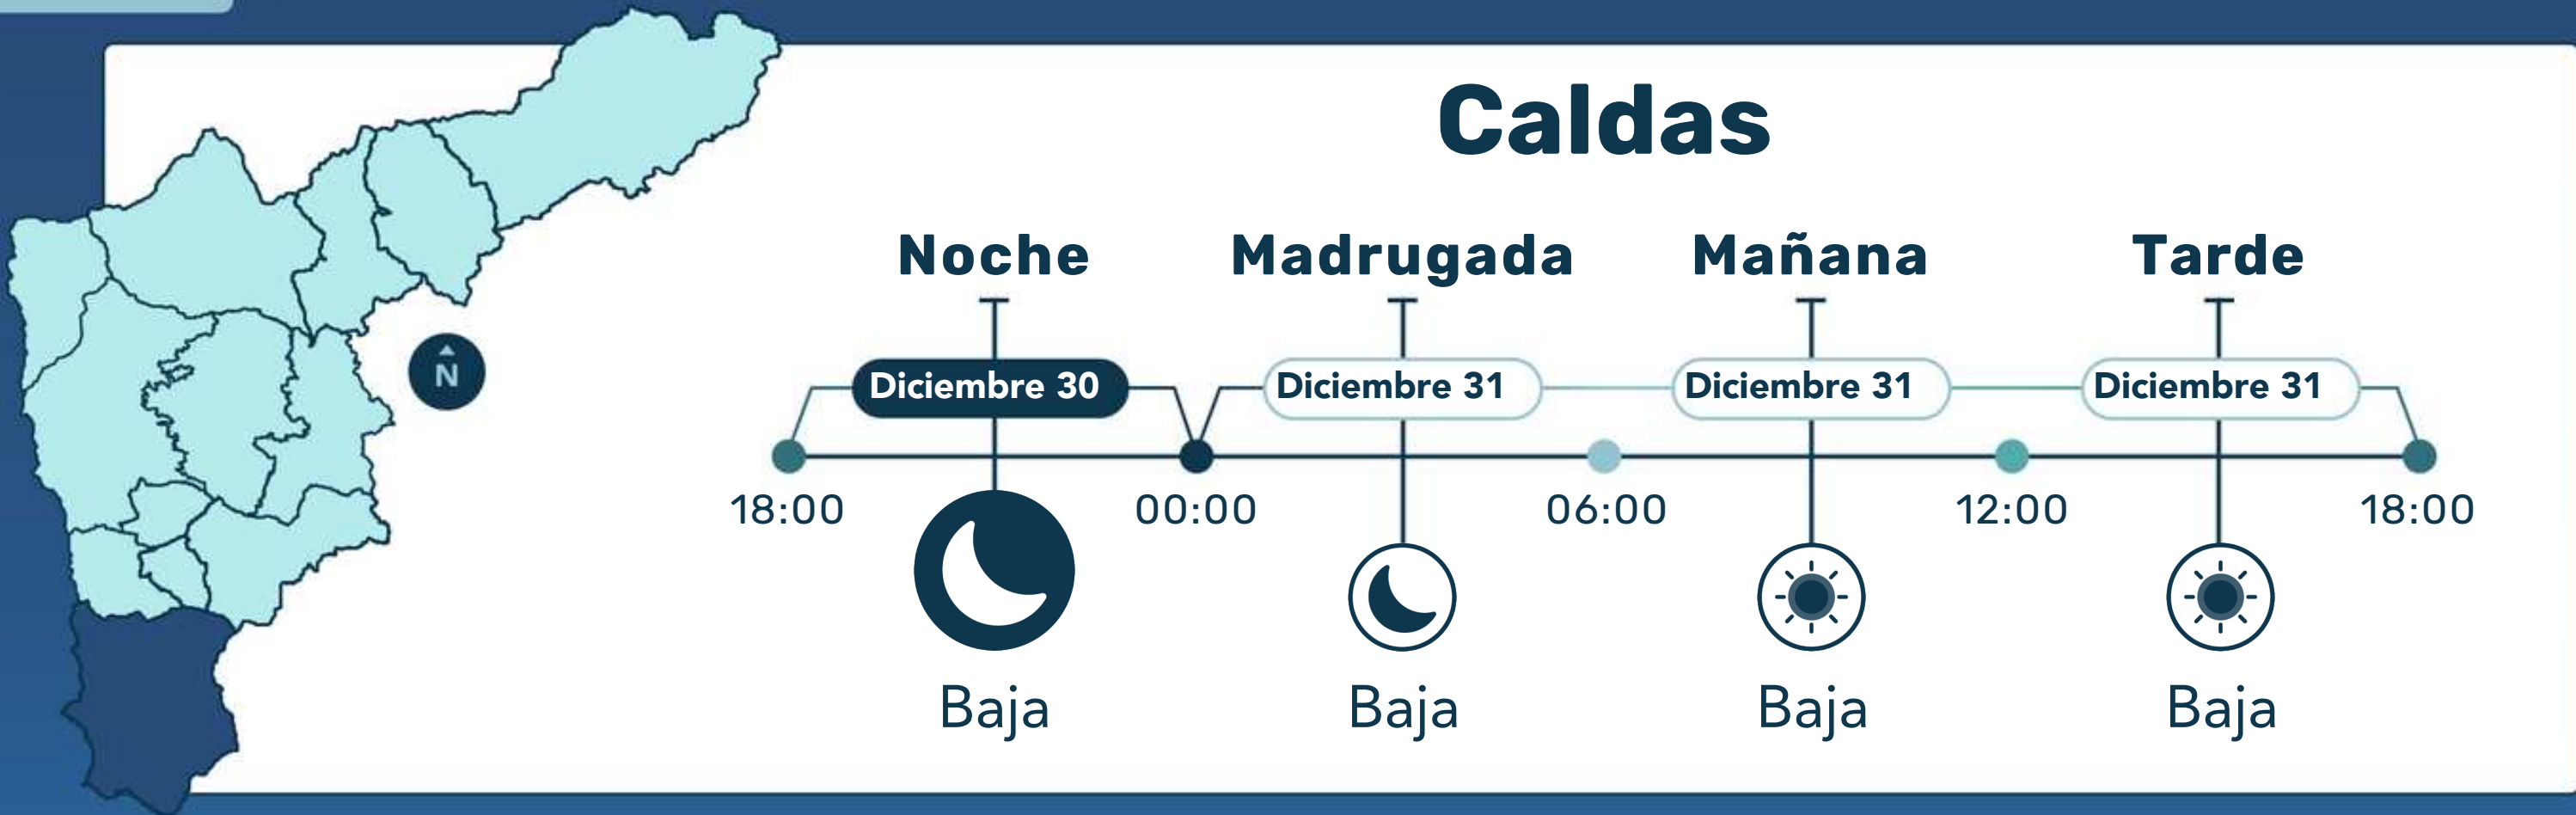 Caldas
Noche Madrugada Mañana Tarde
N
Diciembre 30 Diciembre 31 Diciembre 31 Diciembre 31
18:00 00:00 06:00 12:00 18:00
Baja Baja Baja Baja